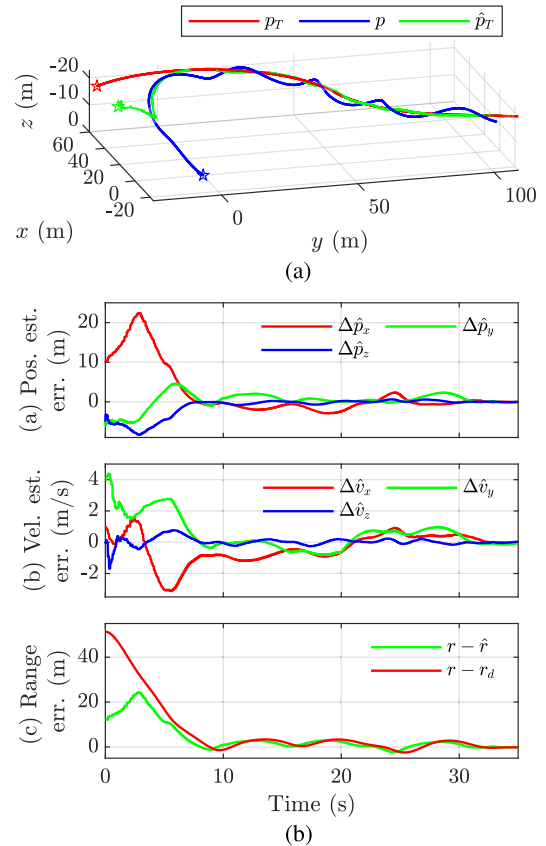 p_T p p̂_T
-20
-10
0
z (m)
60
40
20
0
-20
x (m)
0
50
100
y (m)
(a)
20
10
0
(a) Pos. est. err. (m)
Δp̂_x Δp̂_y
Δp̂_z
4
2
0
-2
(b) Vel. est. err. (m/s)
Δv̂_x Δv̂_y
Δv̂_z
40
20
0
(c) Range err. (m)
r − r̂
r − r_d
0 10 20 30
Time (s)
(b)